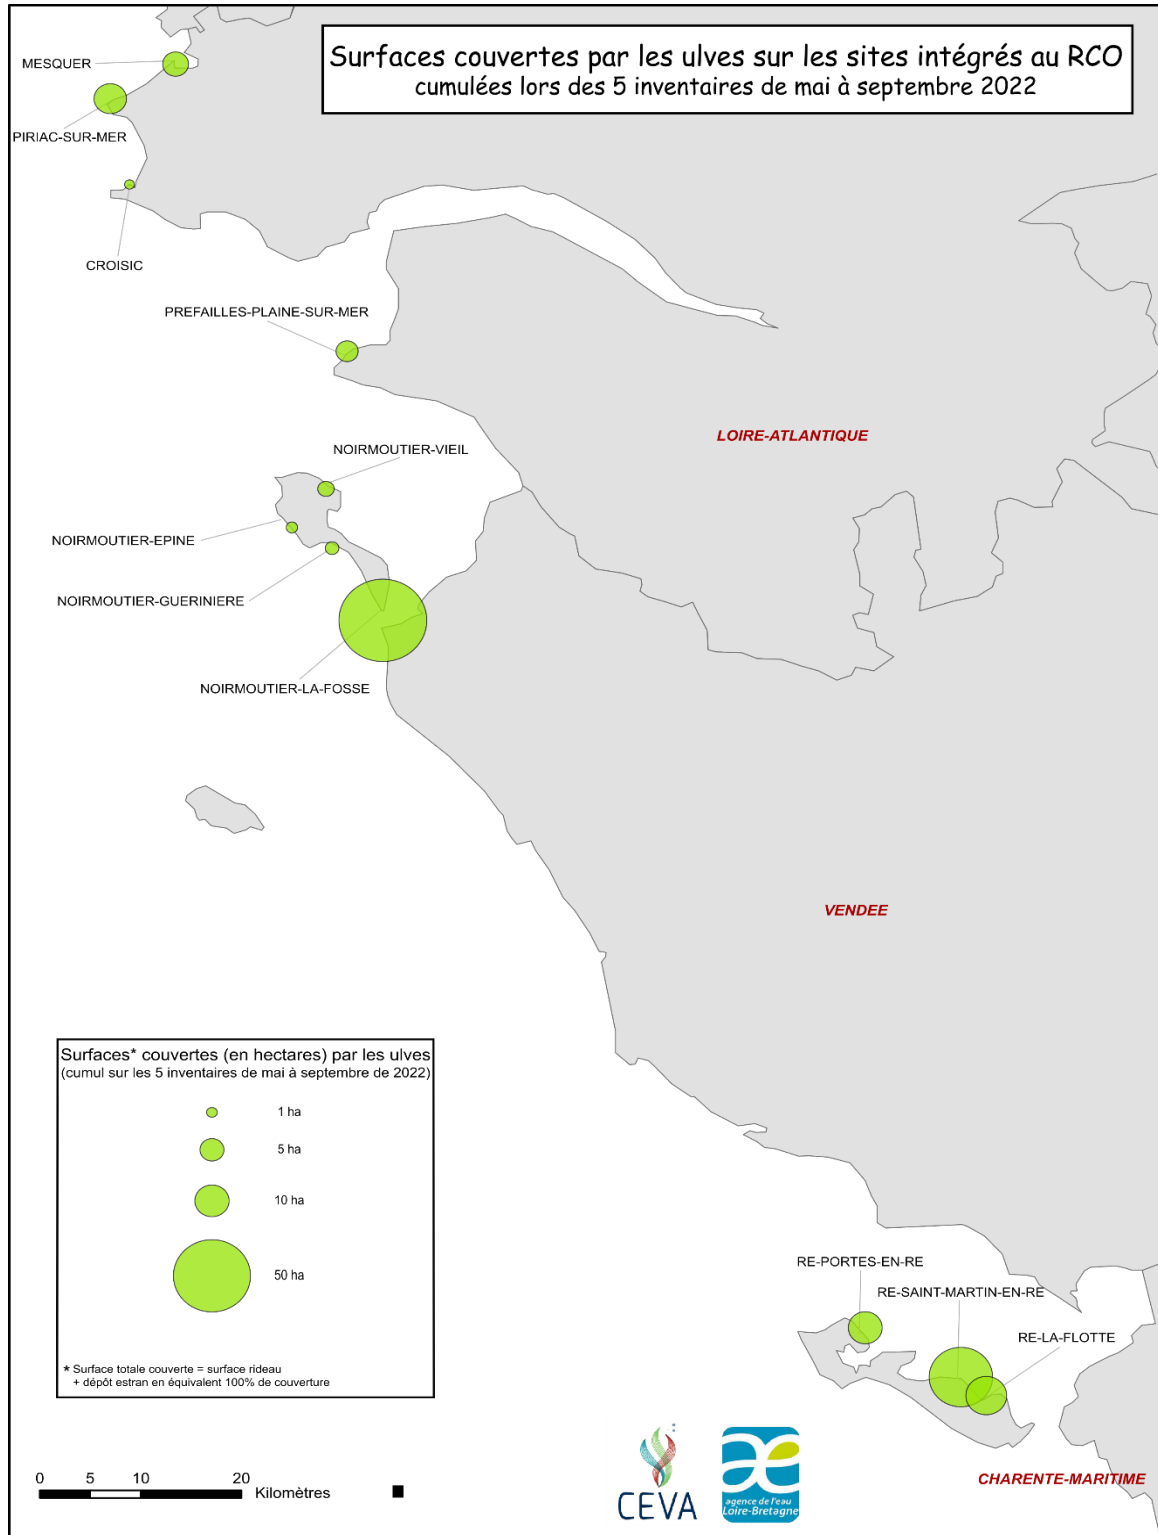 Surfaces couvertes par les ulves sur les sites intégrés au RCO
cumulées lors des 5 inventaires de mai à septembre 2022
MESQUER
PIRIAC-SUR-MER
CROISIC
PREFAILLES-PLAINE-SUR-MER
LOIRE-ATLANTIQUE
NOIRMOUTIER-VIEIL
NOIRMOUTIER-EPINE
NOIRMOUTIER-GUERINIERE
NOIRMOUTIER-LA-FOSSE
VENDEE
Surfaces* couvertes (en hectares) par les ulves
(cumul sur les 5 inventaires de mai à septembre de 2022)
1 ha
5 ha
10 ha
50 ha
* Surface totale couverte = surface rideau
+ dépôt estran en équivalent 100% de couverture
RE-PORTES-EN-RE
RE-SAINT-MARTIN-EN-RE
RE-LA-FLOTTE
CHARENTE-MARITIME
0 5 10 20
Kilomètres
CEVA
agence de l'eau
Loire-Bretagne